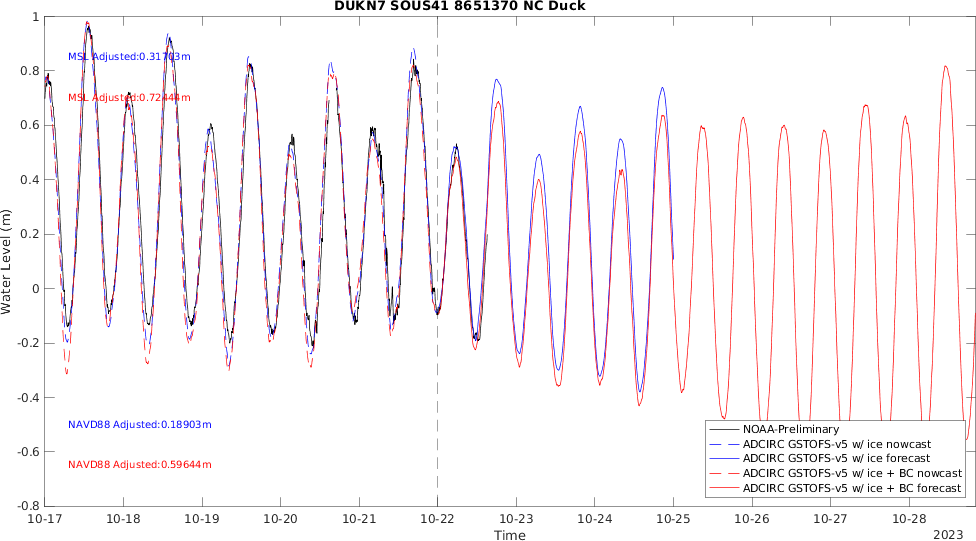 DUKN7 SOUS41 8651370 NC Duck
1
0.8
0.6
0.4
0.2
0
-0.2
-0.4
-0.6
-0.8
Water Level (m)
MSL Adjusted:0.31713m
MSL Adjusted:0.72444m
NAVD88 Adjusted:0.18903m
NAVD88 Adjusted:0.59644m
NOAA-Preliminary
ADCIRC GSTOFS-v5 w/ ice nowcast
ADCIRC GSTOFS-v5 w/ ice forecast
ADCIRC GSTOFS-v5 w/ ice + BC nowcast
ADCIRC GSTOFS-v5 w/ ice + BC forecast
10-17 10-18 10-19 10-20 10-21 10-22 10-23 10-24 10-25 10-26 10-27 10-28
Time
2023